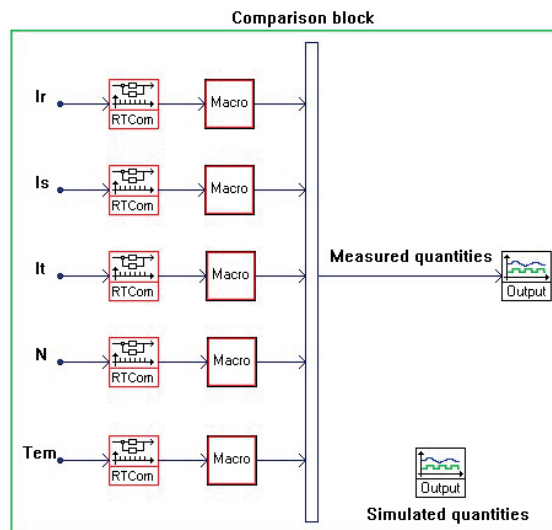 Comparison block
Ir
RTCom
Macro
Is
RTCom
Macro
It
RTCom
Macro
Measured quantities
Output
N
RTCom
Macro
Tem
RTCom
Macro
Output
Simulated quantities